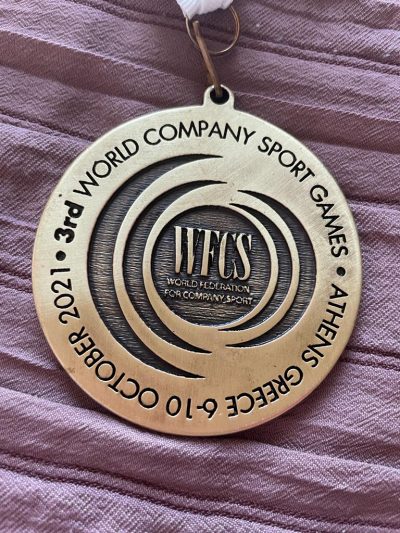 3rd WORLD COMPANY SPORT GAMES • ATHENS GREECE 6-10 OCTOBER 2021 •
WFCS
WORLD FEDERATION
FOR COMPANY SPORT